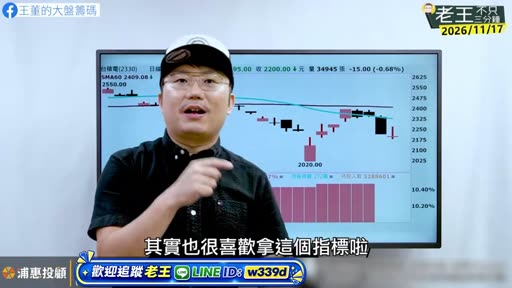 王董的大盤籌碼
老王不只三分鐘
2026/11/17
台積電(2330)
收 2200.00↓ 元 量 34945 張 -15.00 (-0.68%)
SMA60 2409.08↓
2550.00
2625
2550
2475
2400
2325
2250
2175
2100
2025
2020.00
10.40%
10.20%
其實也很喜歡拿這個指標啦
浦惠投顧
歡迎追蹤 老王 LINE ID: w339d